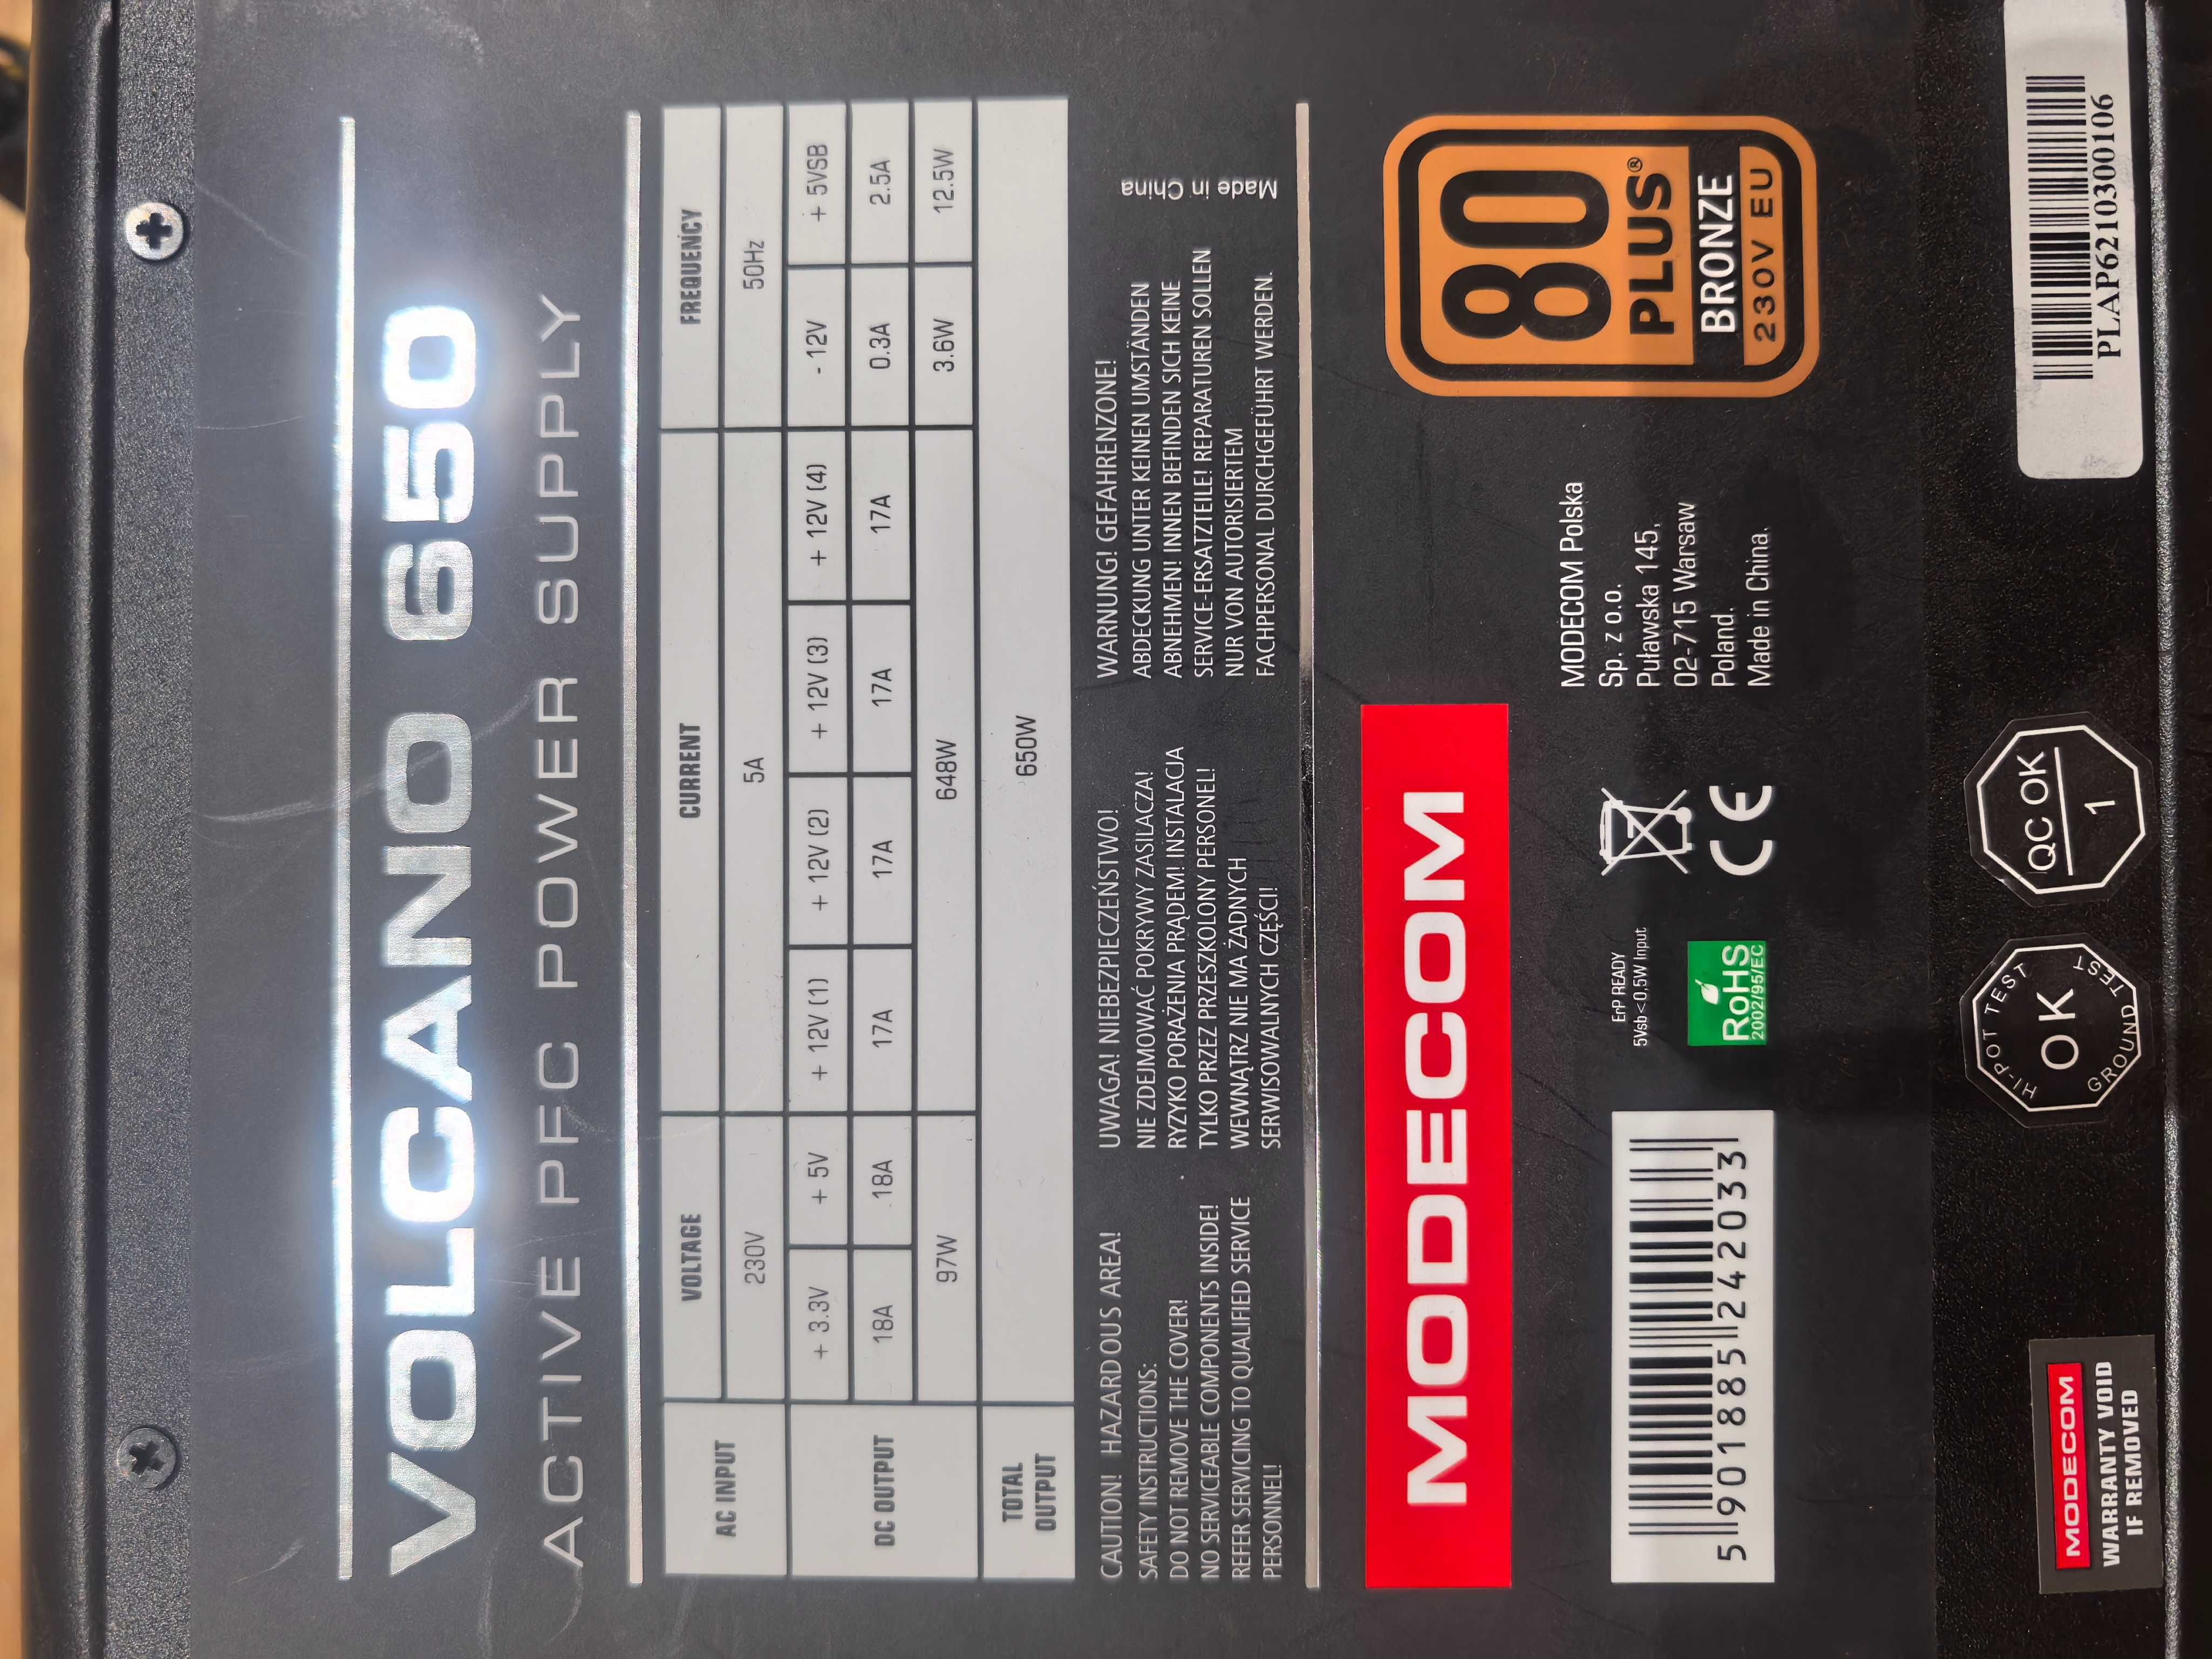 VOLCANO 650
ACTIVE PFC POWER SUPPLY
AC INPUT VOLTAGE CURRENT FREQUENCY
230V 5A 50Hz
DC OUTPUT + 3.3V + 5V + 12V (1) + 12V (2) + 12V (3) + 12V (4) - 12V + 5VSB
18A 18A 17A 17A 17A 17A 0.3A 2.5A
97W 648W 3.6W 12.5W
TOTAL OUTPUT 650W
CAUTION! HAZARDOUS AREA!
SAFETY INSTRUCTIONS:
DO NOT REMOVE THE COVER!
NO SERVICEABLE COMPONENTS INSIDE!
REFER SERVICING TO QUALIFIED SERVICE
PERSONNEL!
UWAGA! NIEBEZPIECZEŃSTWO!
NIE ZDEJMOWAĆ POKRYWY ZASILACZA!
RYZYKO PORAŻENIA PRĄDEM! INSTALACJA
TYLKO PRZEZ PRZESZKOLONY PERSONEL!
WEWNĄTRZ NIE MA ŻADNYCH
SERWISOWALNYCH CZĘŚCI!
WARNUNG! GEFAHRENZONE!
ABDECKUNG UNTER KEINEN UMSTÄNDEN
ABNEHMEN! INNEN BEFINDEN SICH KEINE
SERVICE-ERSATZTEILE! REPARATUREN SOLLEN
NUR VON AUTORISIERTEM
FACHPERSONAL DURCHGEFÜHRT WERDEN.
Made in China
MODECOM
5 901885 242033
ErP READY
5Vsb<0,5W Input
RoHS
2002/95/EC
CE
MODECOM Polska
Sp. z o.o.
Puławska 145,
02-715 Warsaw
Poland.
Made in China.
80
PLUS®
BRONZE
230V EU
MODECOM
WARRANTY VOID
IF REMOVED
HI-POT TEST
OK
GROUND TEST
QC OK
1
PLAP6210300106